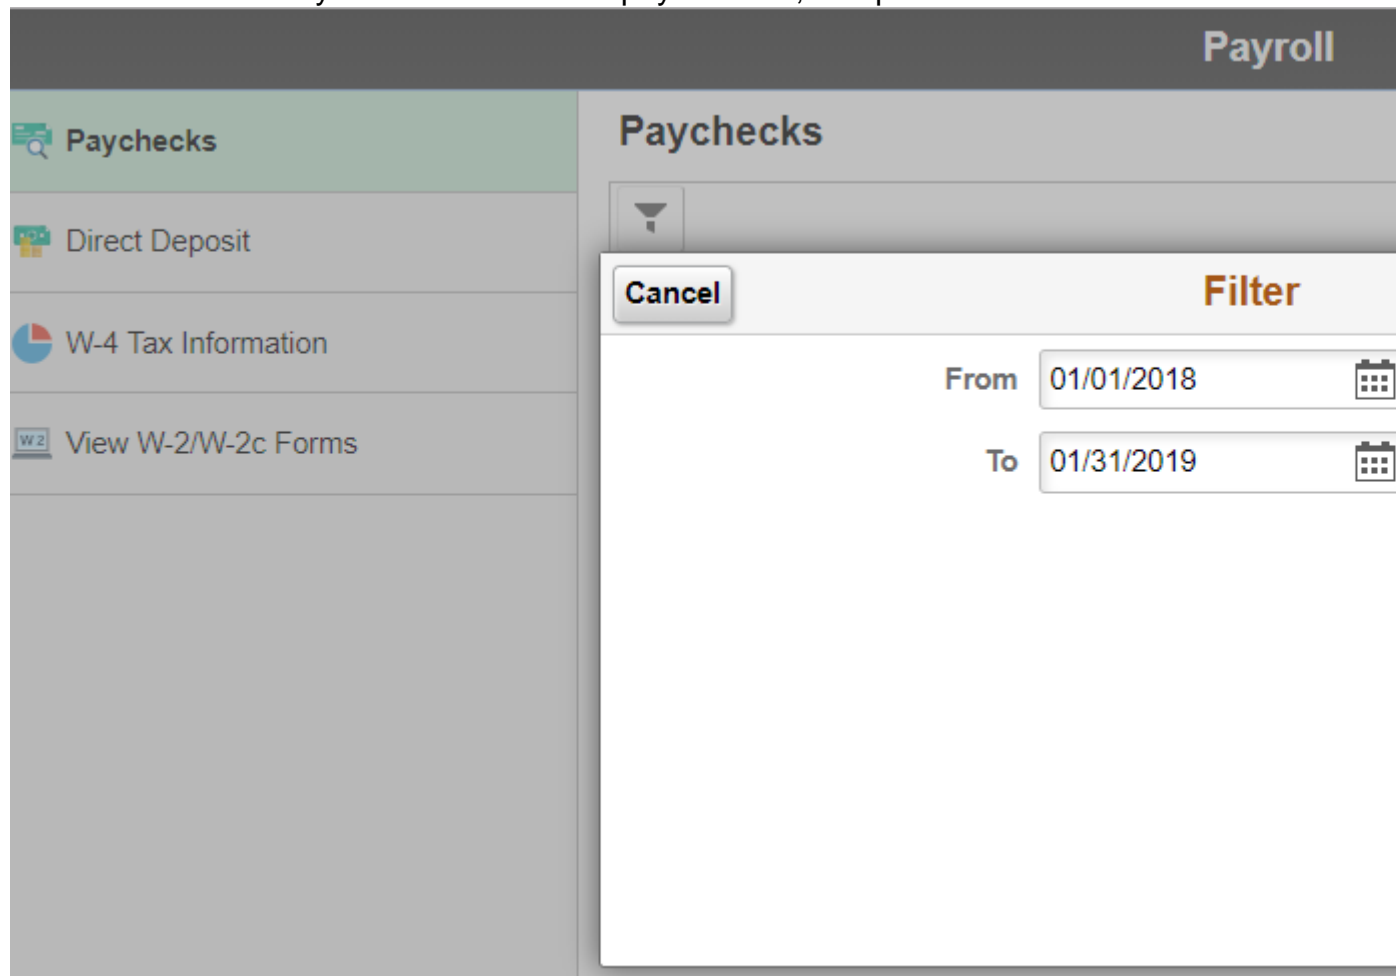 Payroll
Paychecks
Direct Deposit
W-4 Tax Information
W2 View W-2/W-2c Forms
Paychecks
Cancel
Filter
From 01/01/2018
To 01/31/2019